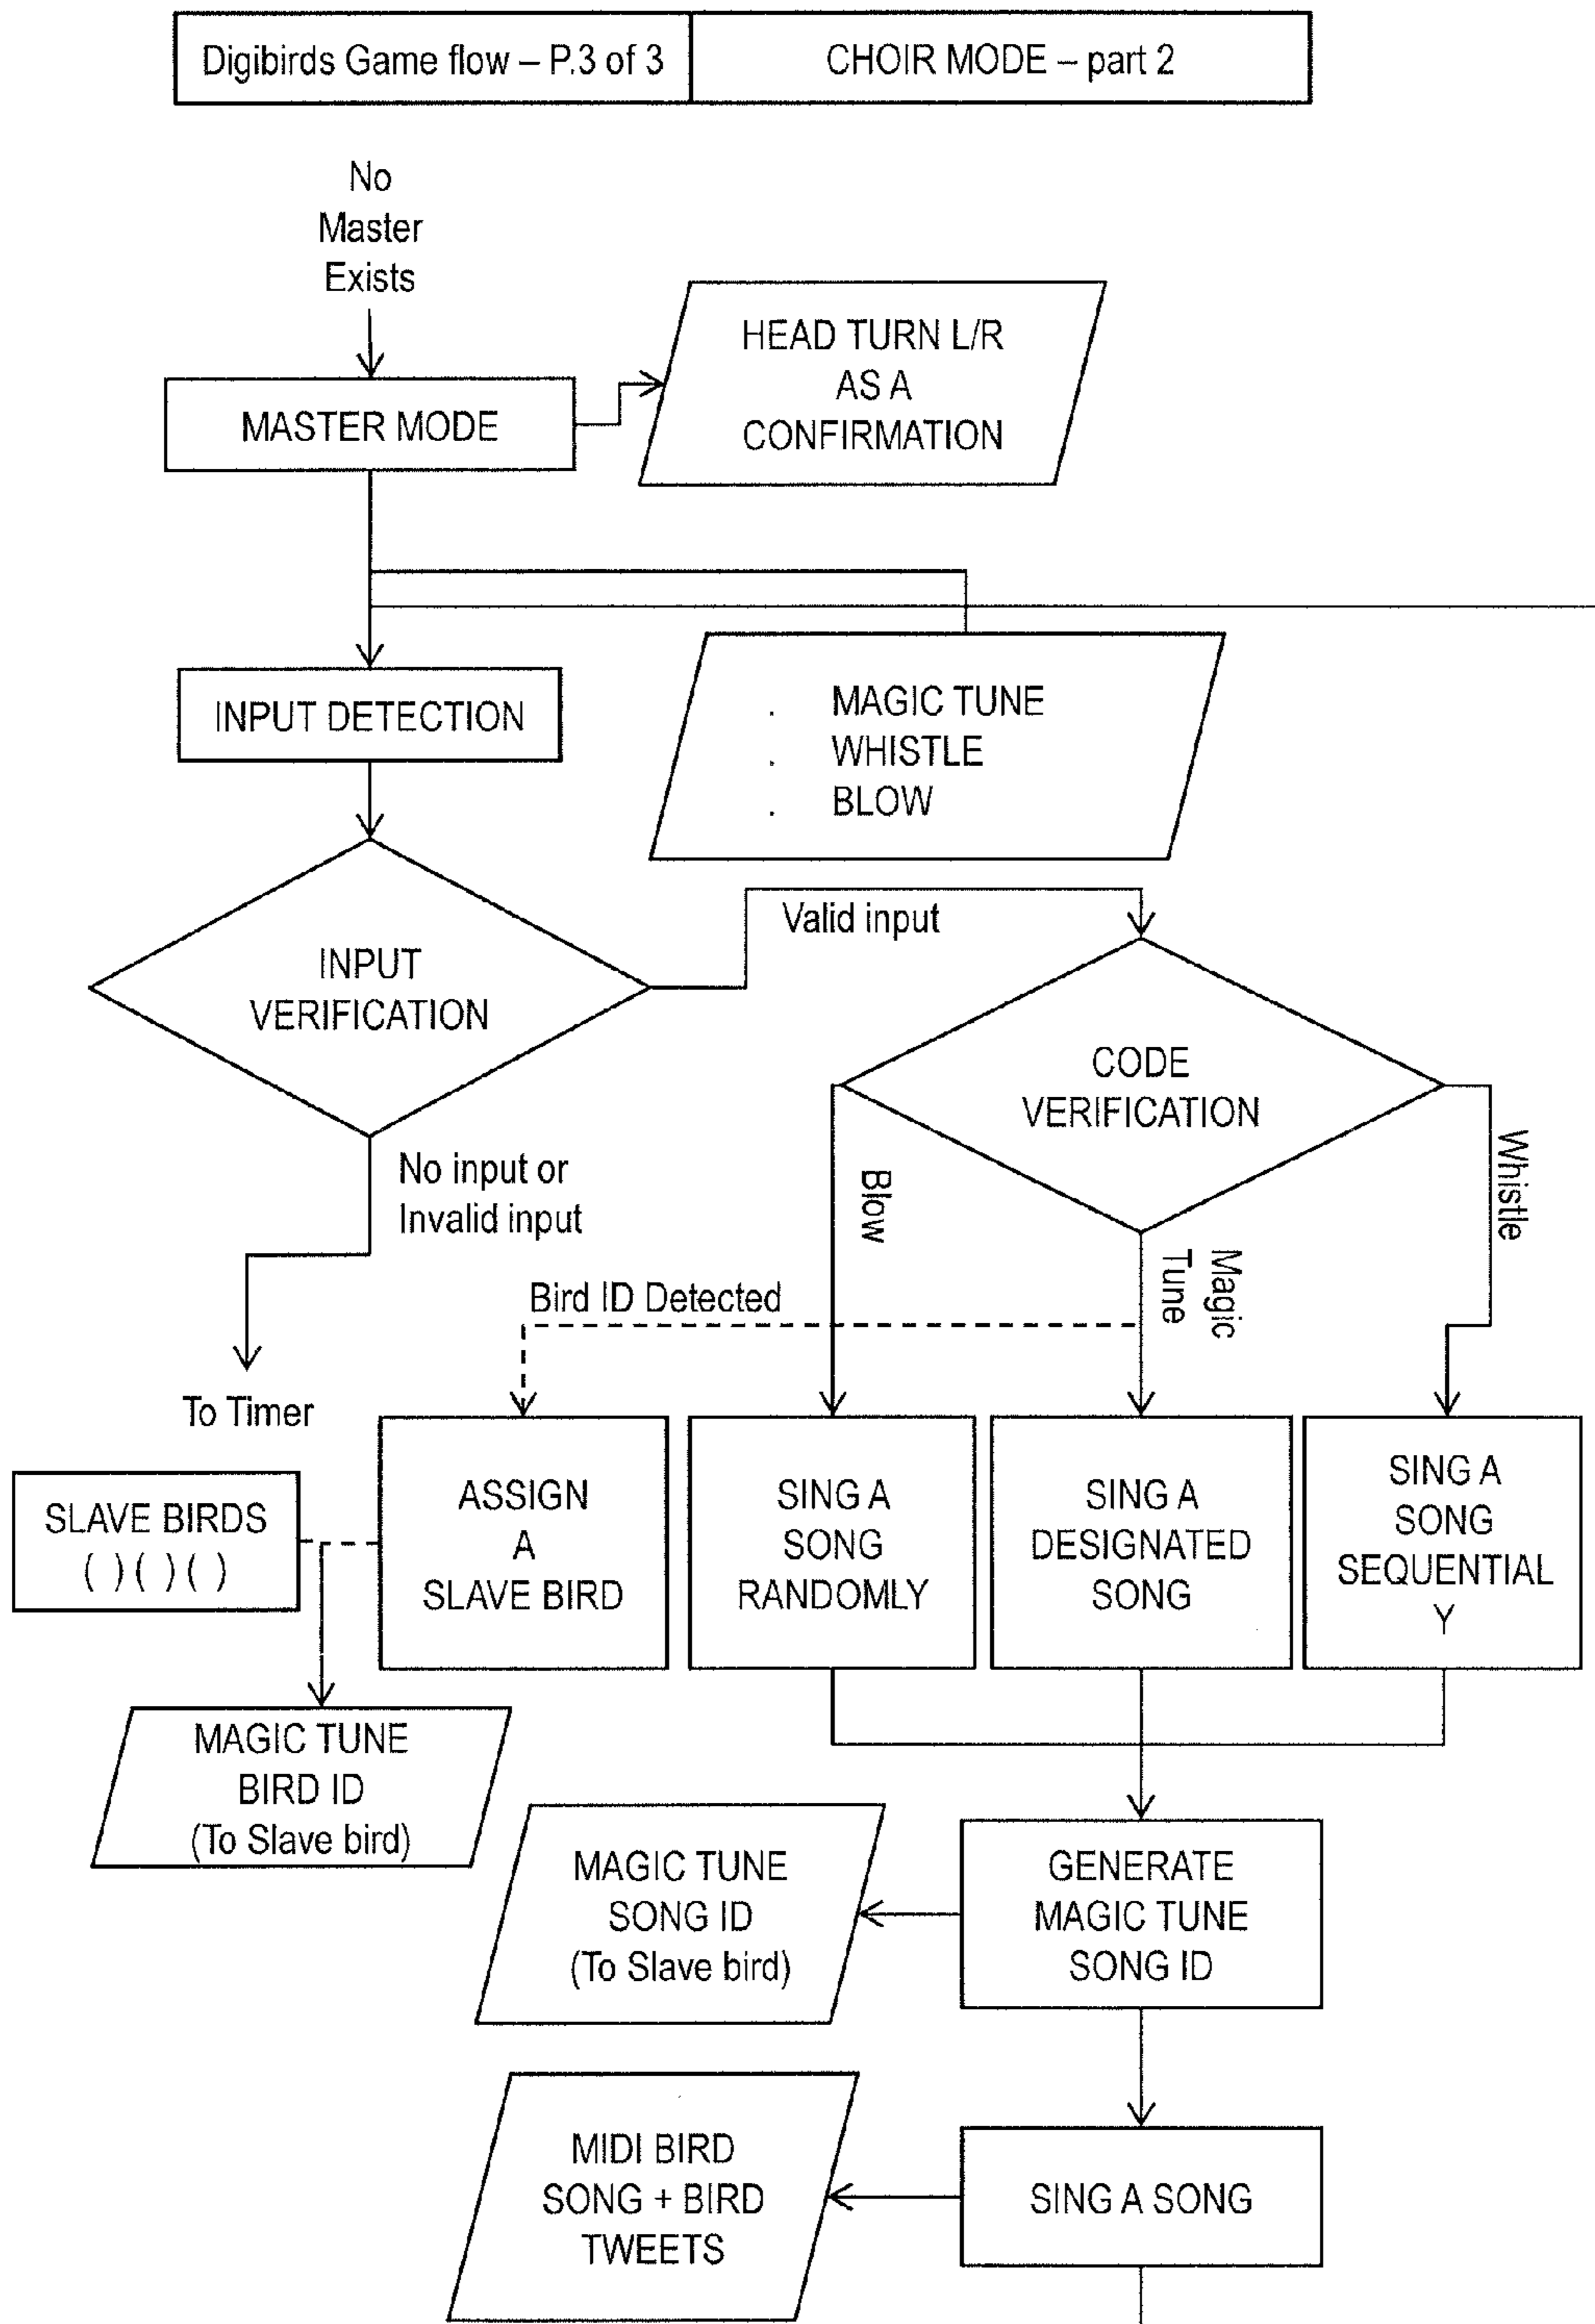 Digibirds Game flow – P.3 of 3
CHOIR MODE – part 2
No
Master
Exists
HEAD TURN L/R
AS A
CONFIRMATION
MASTER MODE
INPUT DETECTION
. MAGIC TUNE
. WHISTLE
. BLOW
Valid input
INPUT
VERIFICATION
CODE
VERIFICATION
No input or
Invalid input
Blow
Magic
Tune
Whistle
Bird ID Detected
To Timer
SLAVE BIRDS
( ) ( ) ( )
ASSIGN
A
SLAVE BIRD
SING A
SONG
RANDOMLY
SING A
DESIGNATED
SONG
SING A
SONG
SEQUENTIAL
Y
MAGIC TUNE
BIRD ID
(To Slave bird)
MAGIC TUNE
SONG ID
(To Slave bird)
GENERATE
MAGIC TUNE
SONG ID
MIDI BIRD
SONG + BIRD
TWEETS
SING A SONG